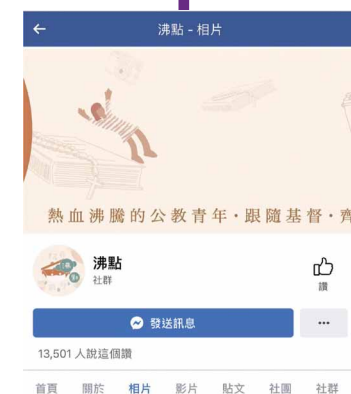 沸點 - 相片
熱血沸騰的公教青年·跟隨基督·齊
沸點
社群
讚
發送訊息
13,501 人說這個讚
首頁 關於 相片 影片 貼文 社團 社群